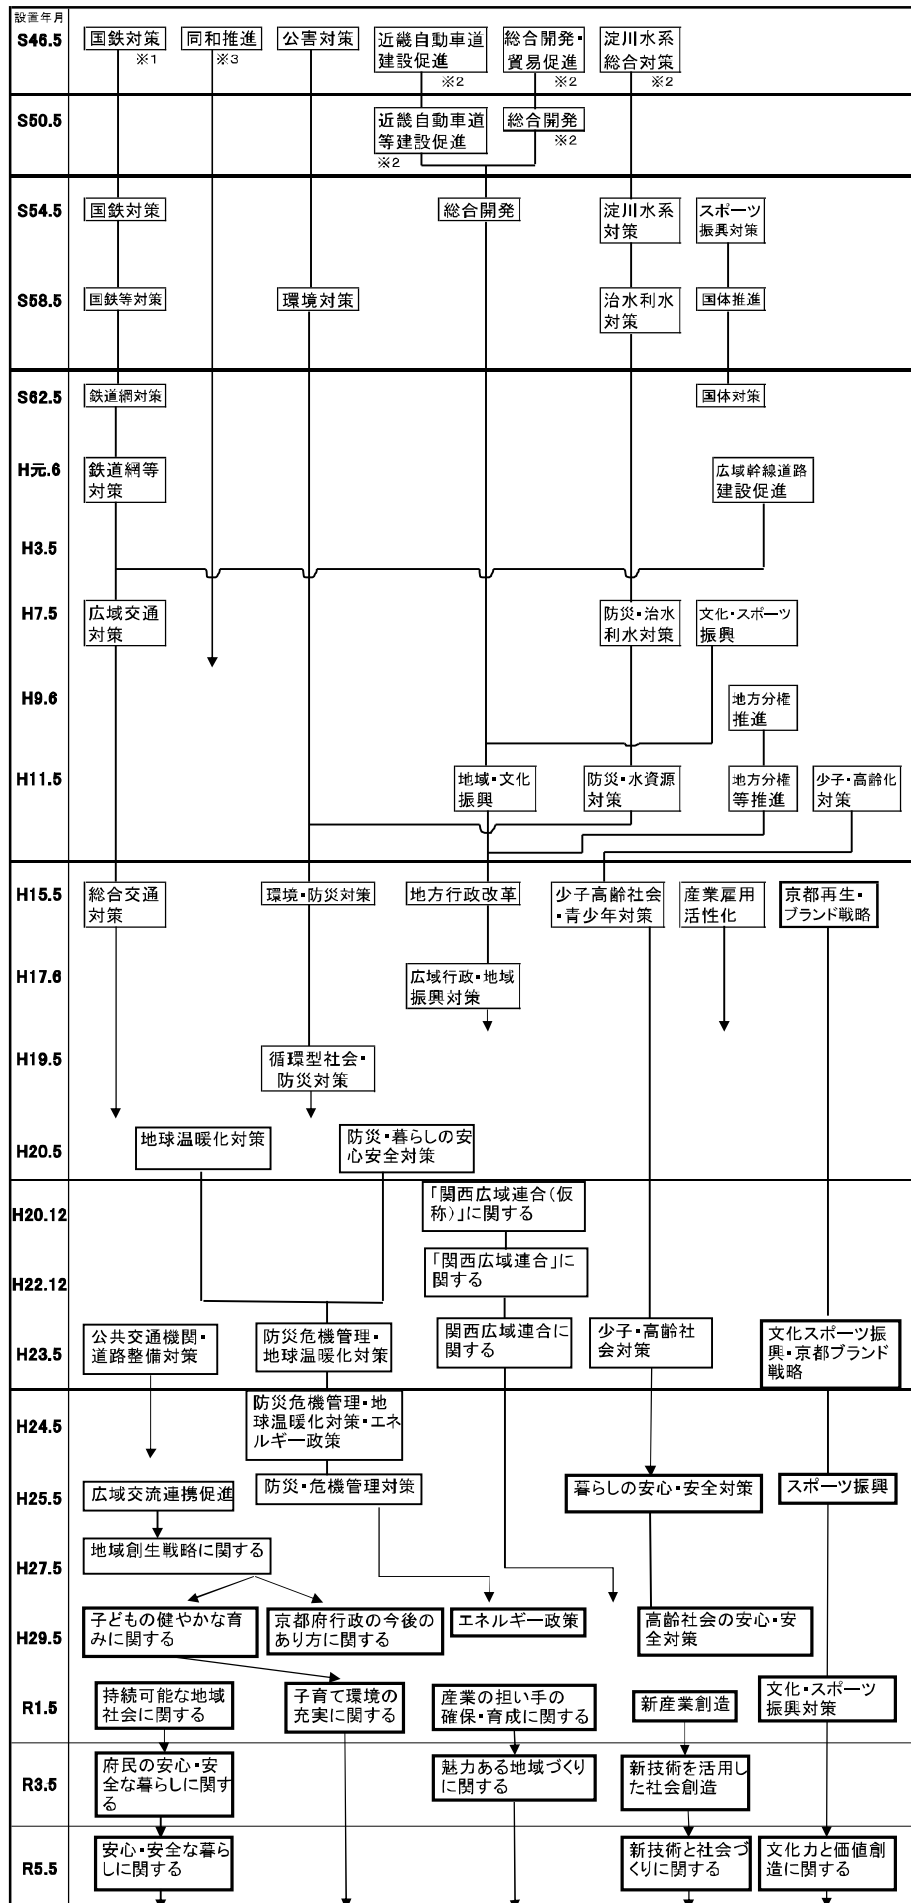 設置年月
S46.5
国鉄対策
※1
同和推進
※3
公害対策
近畿自動車道
建設促進
※2
総合開発・
貿易促進
※2
淀川水系
総合対策
※2
S50.5
近畿自動車道
等建設促進
※2
総合開発
※2
S54.5
国鉄対策
総合開発
淀川水系
対策
スポーツ
振興対策
S58.5
国鉄等対策
環境対策
治水利水
対策
国体推進
S62.5
鉄道網対策
国体対策
H元.6
鉄道網等
対策
広域幹線道路
建設促進
H3.5
H7.5
広域交通
対策
防災・治水
利水対策
文化・スポーツ
振興
H9.6
地方分権
推進
H11.5
地域・文化
振興
防災・水資源
対策
地方分権
等推進
少子・高齢化
対策
H15.5
総合交通
対策
環境・防災対策
地方行政改革
少子高齢社会
・青少年対策
産業雇用
活性化
京都再生・
ブランド戦略
H17.6
広域行政・地域
振興対策
H19.5
循環型社会・
防災対策
H20.5
地球温暖化対策
防災・暮らしの安
心安全対策
H20.12
「関西広域連合(仮
称)」に関する
H22.12
「関西広域連合」に
関する
H23.5
公共交通機関・
道路整備対策
防災危機管理・
地球温暖化対策
関西広域連合に
関する
少子・高齢社
会対策
文化スポーツ振
興・京都ブランド
戦略
H24.5
防災危機管理・地
球温暖化対策・エネ
ルギー政策
H25.5
広域交流連携促進
防災・危機管理対策
暮らしの安心・安全対策
スポーツ振興
H27.5
地域創生戦略に関する
H29.5
子どもの健やかな育
みに関する
京都府行政の今後の
あり方に関する
エネルギー政策
高齢社会の安心・安
全対策
R1.5
持続可能な地域
社会に関する
子育て環境の
充実に関する
産業の担い手の
確保・育成に関する
新産業創造
文化・スポーツ
振興対策
R3.5
府民の安心・安
全な暮らしに関す
る
魅力ある地域づくり
に関する
新技術を活用し
た社会創造
R5.5
安心・安全な暮ら
しに関する
新技術と社会づ
くりに関する
文化力と価値創
造に関する